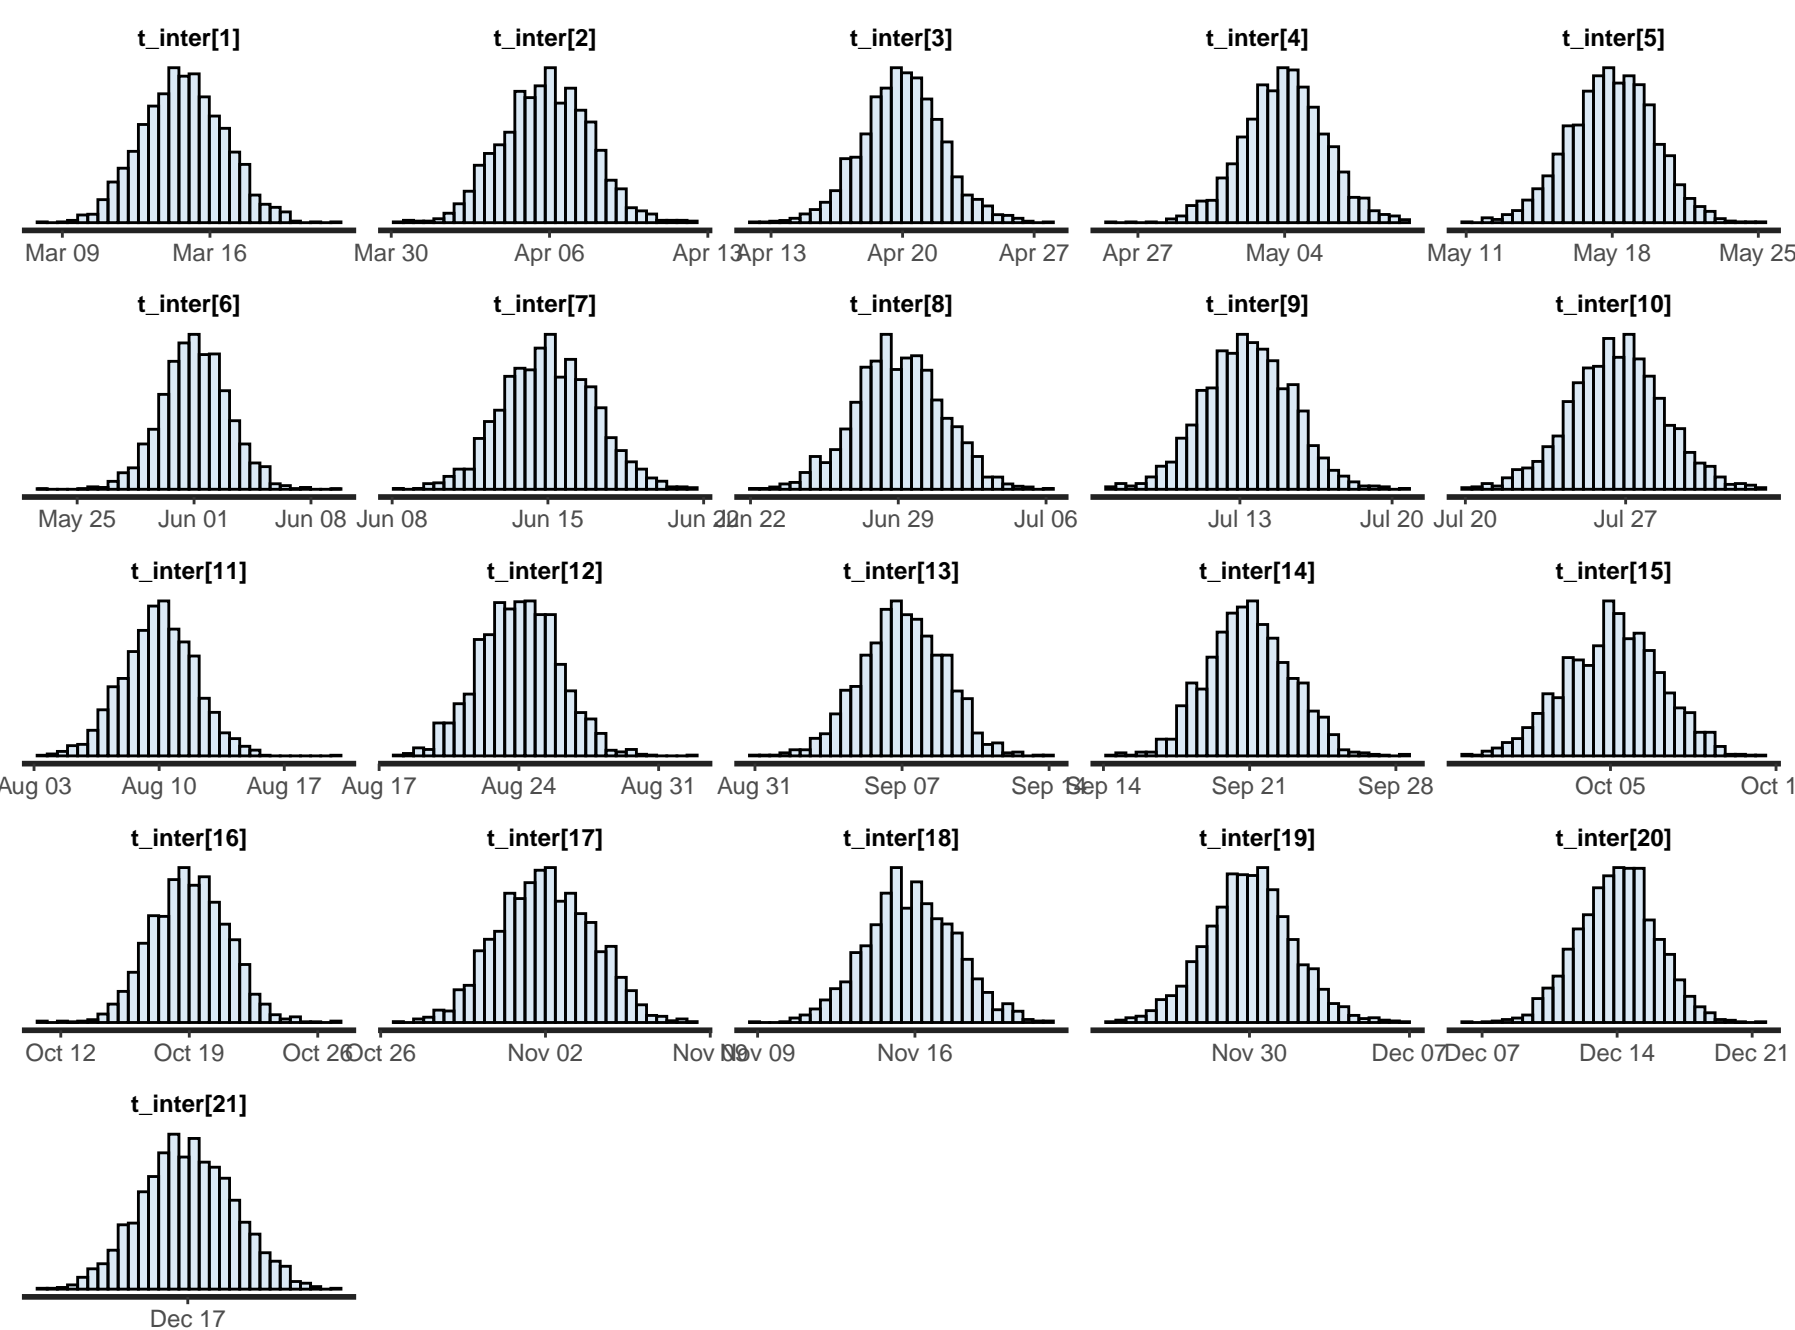 t_inter[1] t_inter[2] t_inter[3] t_inter[4] t_inter[5]
Mar 09 Mar 16 Mar 30 Apr 06 Apr 13 Apr 13 Apr 20 Apr 27 Apr 27 May 04 May 11 May 18 May 25
t_inter[6] t_inter[7] t_inter[8] t_inter[9] t_inter[10]
May 25 Jun 01 Jun 08 Jun 08 Jun 15 Jun 22 Jun 22 Jun 29 Jul 06 Jul 13 Jul 20 Jul 20 Jul 27
t_inter[11] t_inter[12] t_inter[13] t_inter[14] t_inter[15]
Aug 03 Aug 10 Aug 17 Aug 17 Aug 24 Aug 31 Aug 31 Sep 07 Sep 14 Sep 14 Sep 21 Sep 28 Oct 05 Oct 1
t_inter[16] t_inter[17] t_inter[18] t_inter[19] t_inter[20]
Oct 12 Oct 19 Oct 26 Oct 26 Nov 02 Nov 09 Nov 09 Nov 16 Nov 30 Dec 07 Dec 07 Dec 14 Dec 21
t_inter[21]
Dec 17